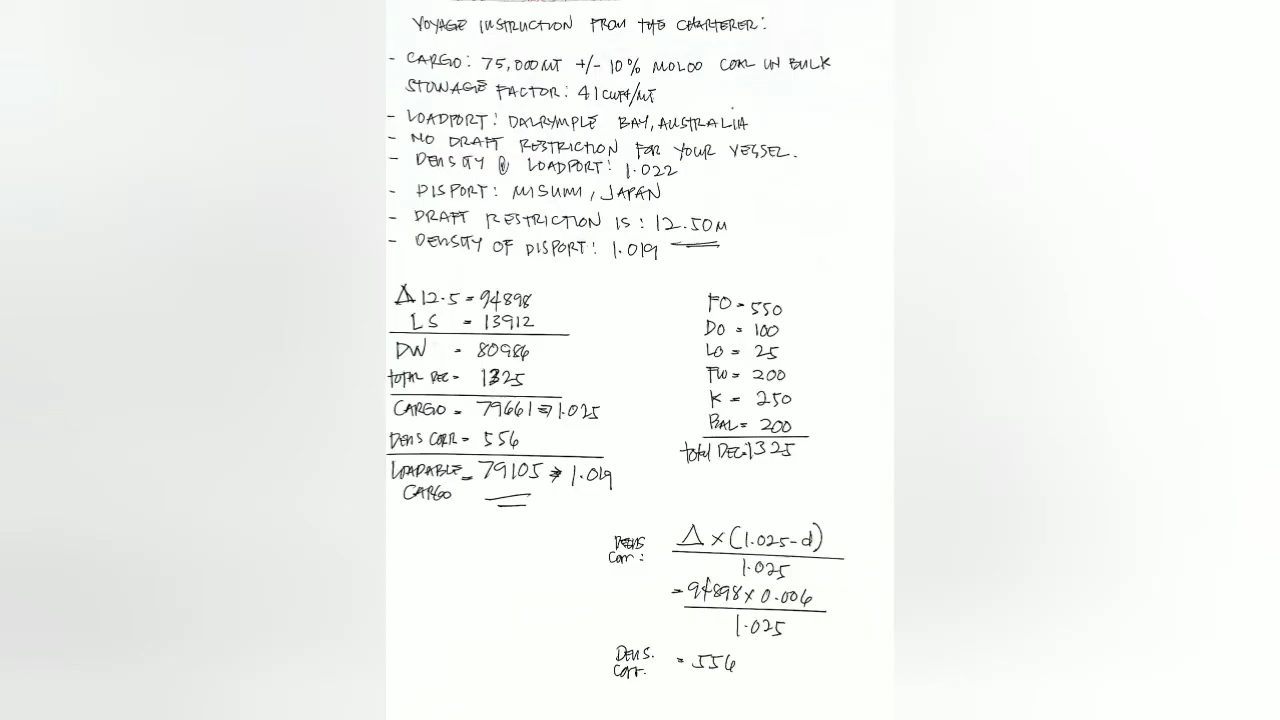 VOYAGE INSTRUCTION FROM THE CHARTERER:
- CARGO: 75,000MT +/- 10% MOLOO COAL IN BULK
STOWAGE FACTOR: 41CUFT/MT
- LOADPORT: DALRYMPLE BAY, AUSTRALIA
- NO DRAFT RESTRICTION FOR YOUR VESSEL.
- DENSITY @ LOADPORT: 1.022
- DISPORT: MISUMI, JAPAN
- DRAFT RESTRICTION IS: 12.50M
- DENSITY OF DISPORT: 1.019
Δ 12.5 = 94898
LS = 13912
DW = 80986
TOTAL DEC = 1325
CARGO = 79661 ⇒ 1.025
DENS CORR = 556
LOADABLE = 79105 ⇒ 1.019
CARGO
FO = 550
DO = 100
LO = 25
FW = 200
K = 250
BAL = 200
TOTAL DEC = 1325
DENS Δ x (1.025-d)
Corr: 1.025
= 94898 x 0.006
1.025
DENS. = 556
Corr.